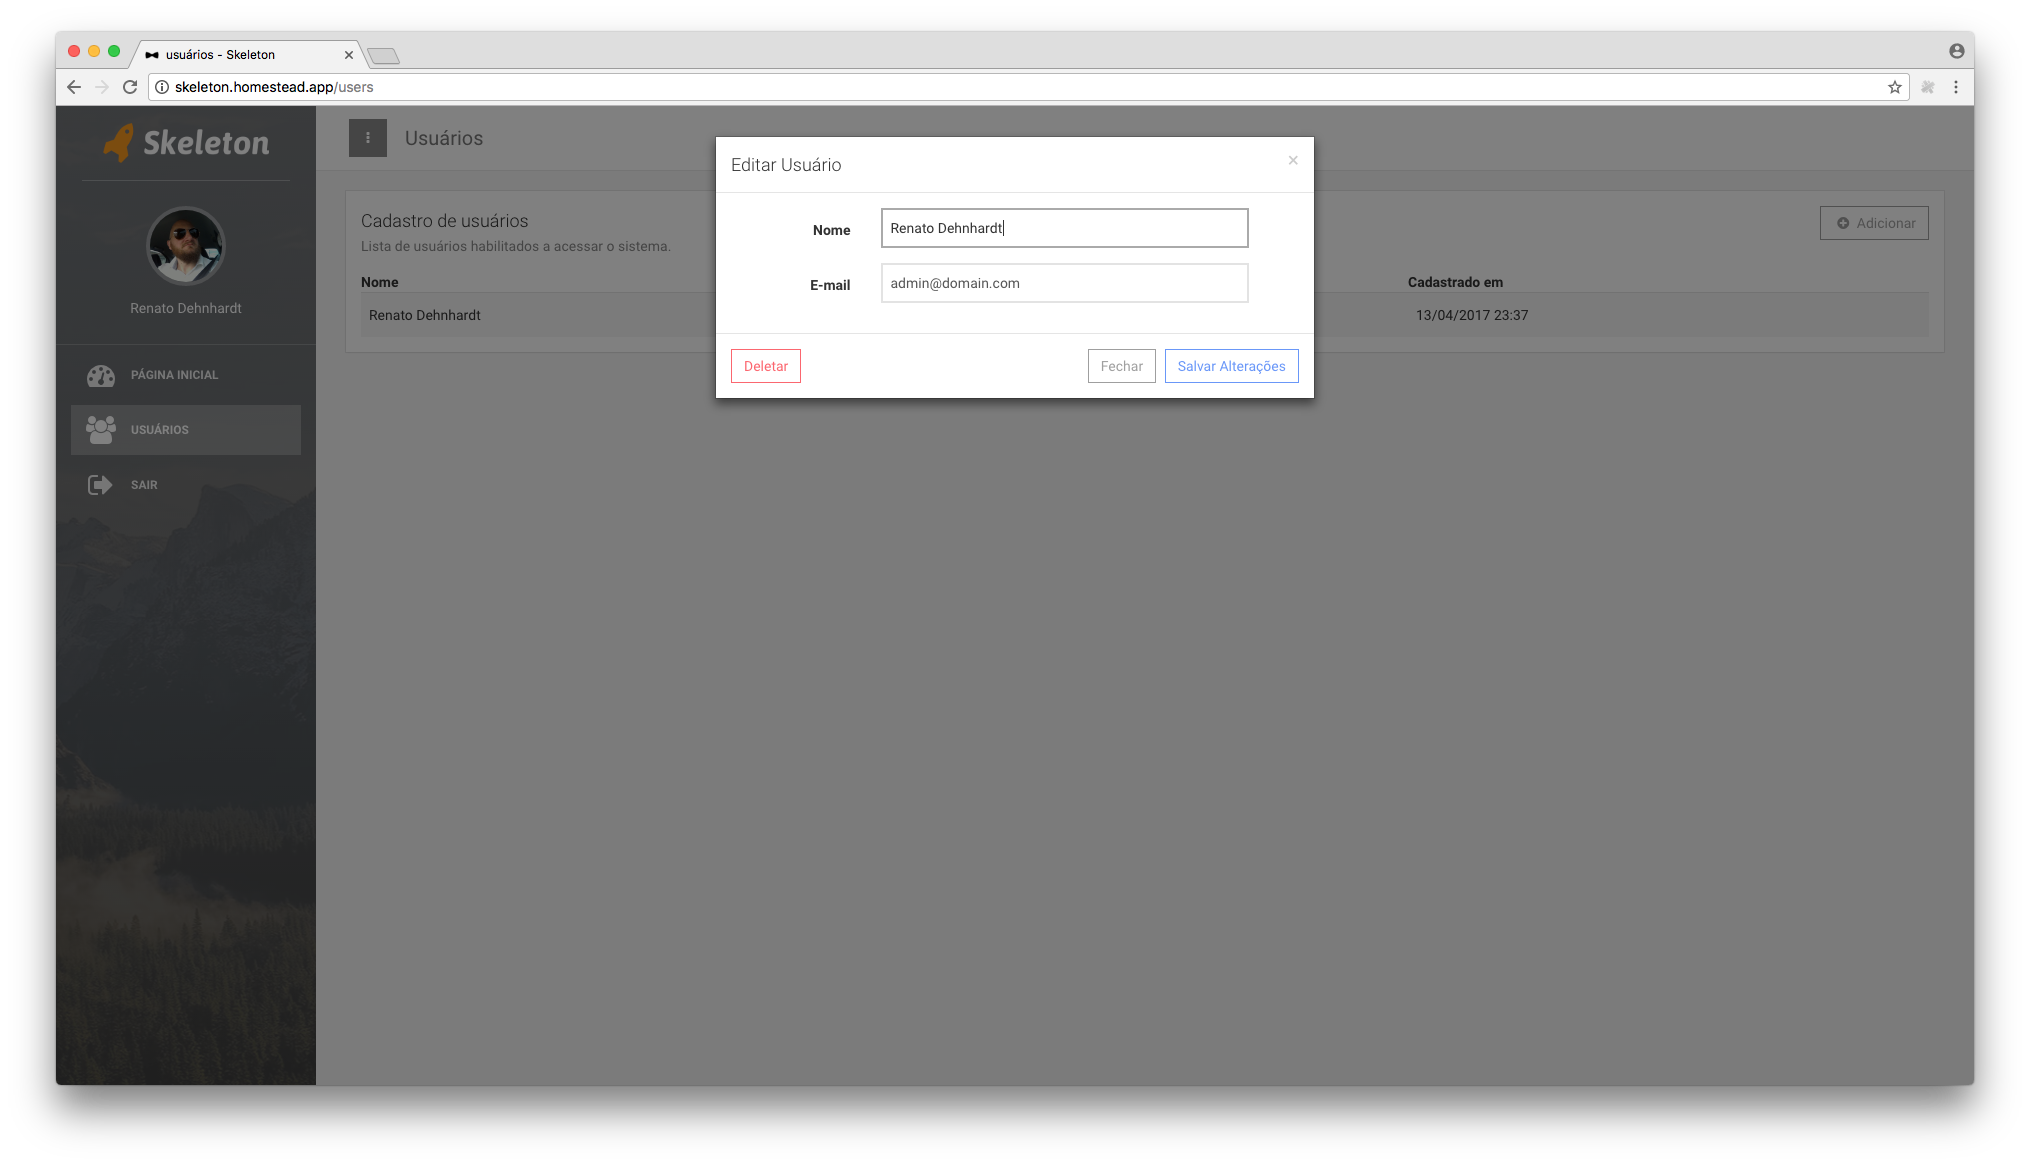 usuários - Skeleton
skeleton.homestead.app/users
Skeleton
Renato Dehnhardt
PÁGINA INICIAL
USUÁRIOS
SAIR
Usuários
Cadastro de usuários
Lista de usuários habilitados a acessar o sistema.
Adicionar
Nome
Cadastrado em
Renato Dehnhardt
13/04/2017 23:37
Editar Usuário
×
Nome
Renato Dehnhardt
E-mail
admin@domain.com
Deletar
Fechar
Salvar Alterações